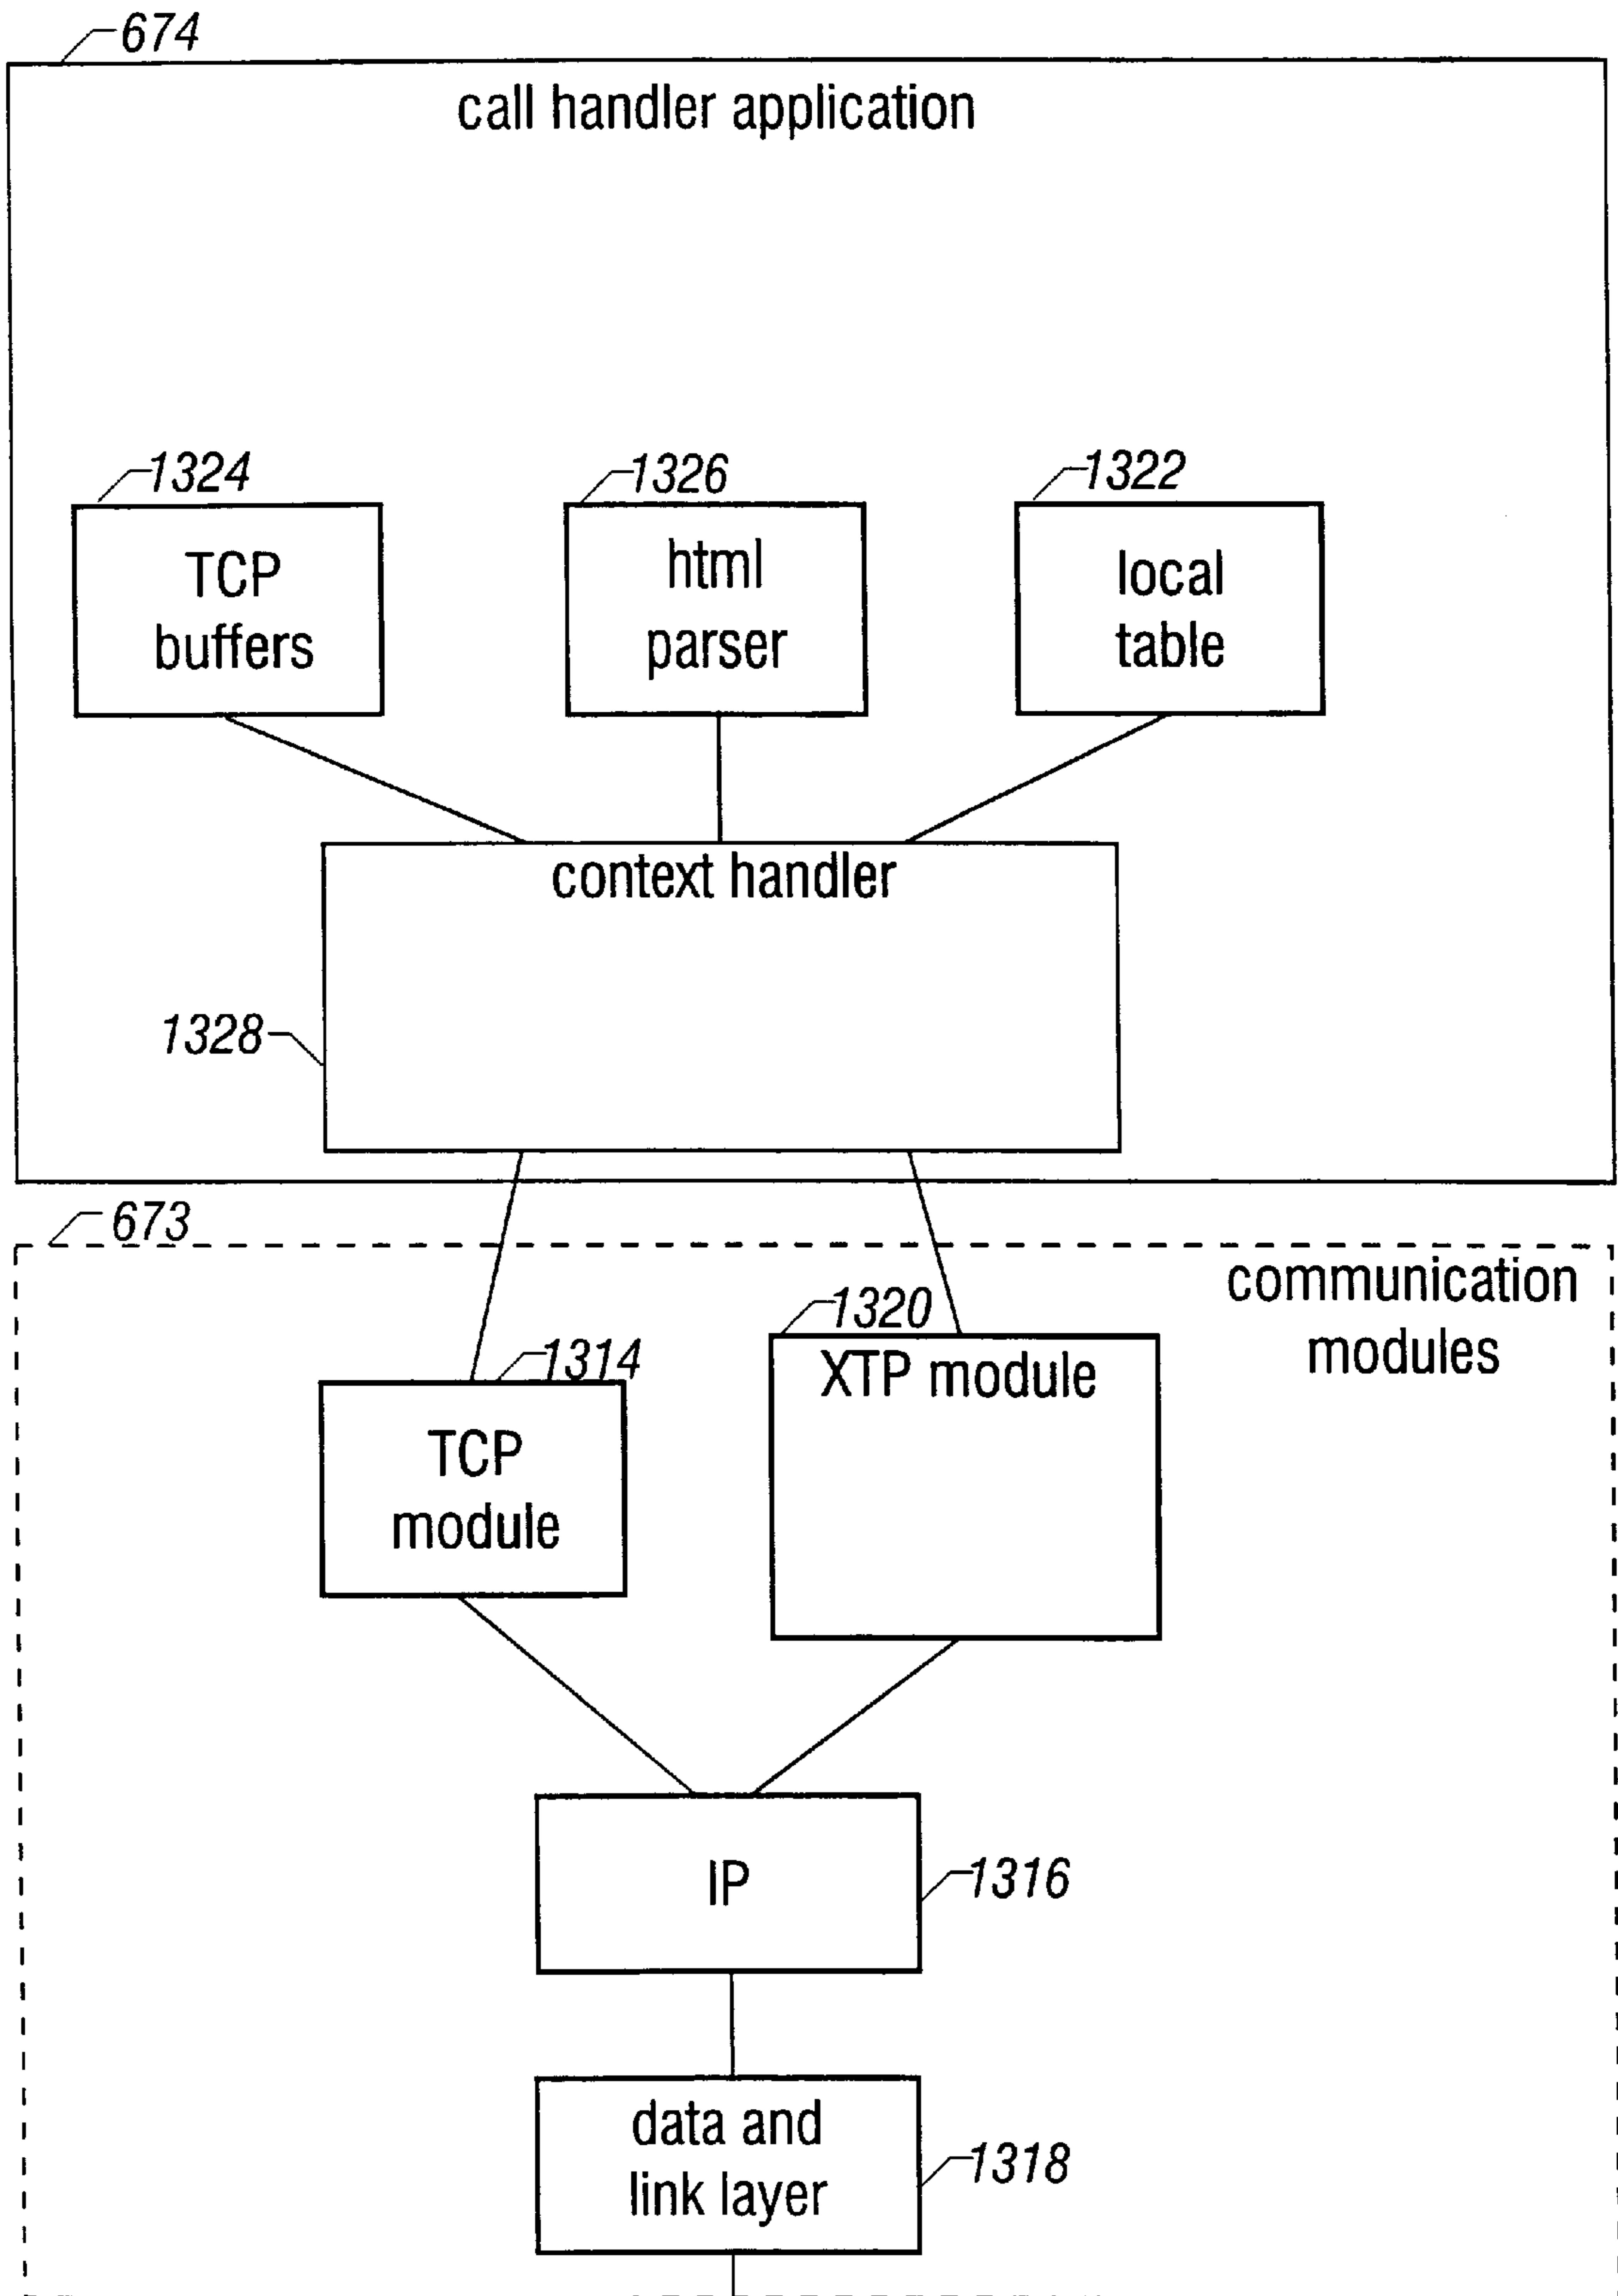 674
call handler application
1324
1326
1322
TCP
buffers
html
parser
local
table
context handler
1328
673
communication
modules
1320
XTP module
1314
TCP
module
IP
1316
data and
link layer
1318